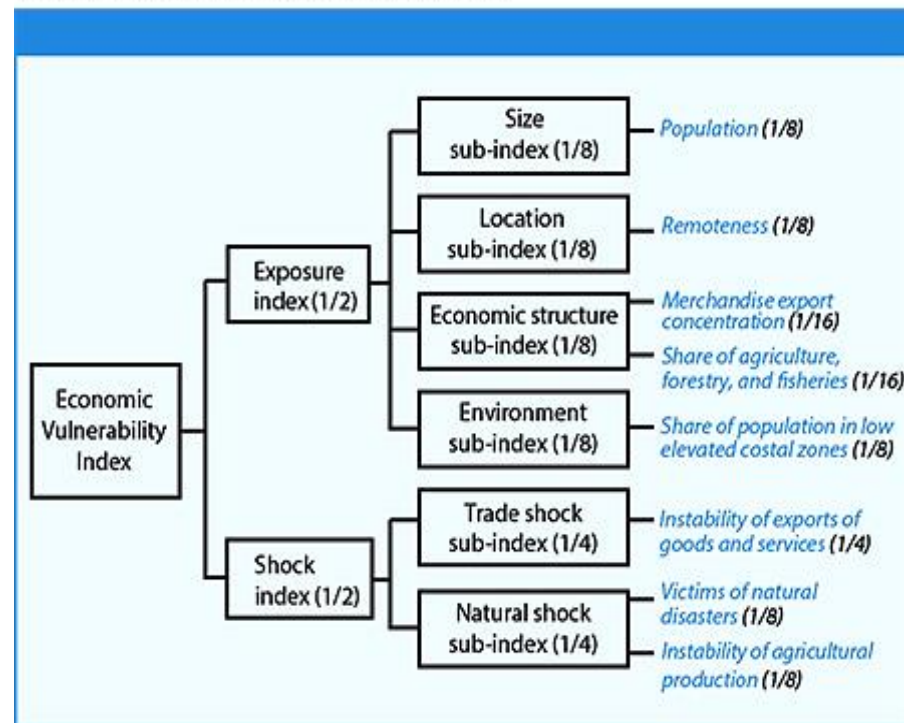 Economic
Vulnerability
Index
Exposure
index (1/2)
Shock
index (1/2)
Size
sub-index (1/8)
Location
sub-index (1/8)
Economic structure
sub-index (1/8)
Environment
sub-index (1/8)
Trade shock
sub-index (1/4)
Natural shock
sub-index (1/4)
Population (1/8)
Remoteness (1/8)
Merchandise export
concentration (1/16)
Share of agriculture,
forestry, and fisheries (1/16)
Share of population in low
elevated costal zones (1/8)
Instability of exports of
goods and services (1/4)
Victims of natural
disasters (1/8)
Instability of agricultural
production (1/8)